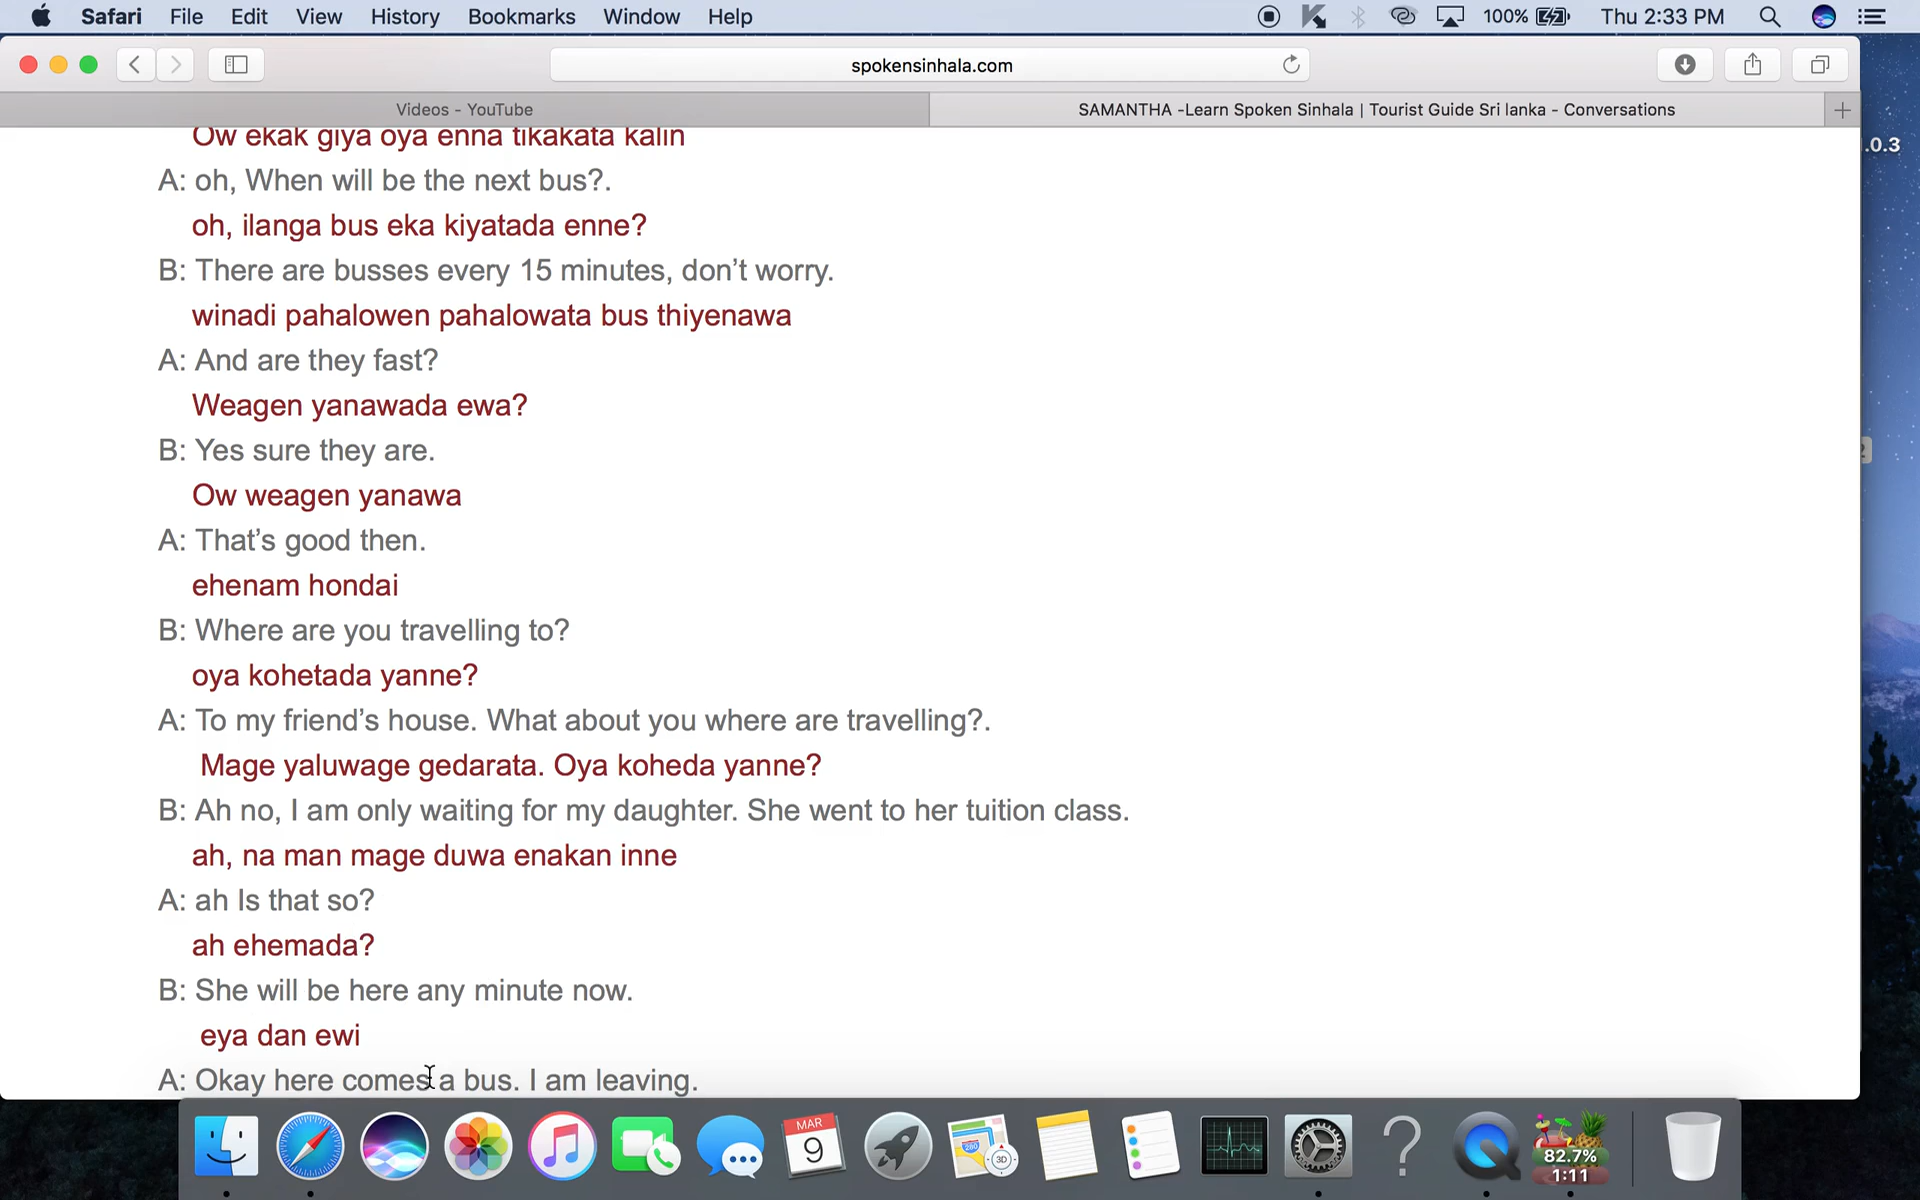 Safari File Edit View History Bookmarks Window Help 100% Thu 2:33 PM
spokensinhala.com
Videos - YouTube
SAMANTHA -Learn Spoken Sinhala | Tourist Guide Sri lanka - Conversations
.0.3
Ow ekak giya oya enna tikakata kalin
A: oh, When will be the next bus?.
oh, ilanga bus eka kiyatada enne?
B: There are busses every 15 minutes, don’t worry.
winadi pahalowen pahalowata bus thiyenawa
A: And are they fast?
Weagen yanawada ewa?
B: Yes sure they are.
Ow weagen yanawa
A: That’s good then.
ehenam hondai
B: Where are you travelling to?
oya kohetada yanne?
A: To my friend’s house. What about you where are travelling?.
Mage yaluwage gedarata. Oya koheda yanne?
B: Ah no, I am only waiting for my daughter. She went to her tuition class.
ah, na man mage duwa enakan inne
A: ah Is that so?
ah ehemada?
B: She will be here any minute now.
eya dan ewi
A: Okay here comes a bus. I am leaving.
MAR
9
280
3D
82.7%
1:11